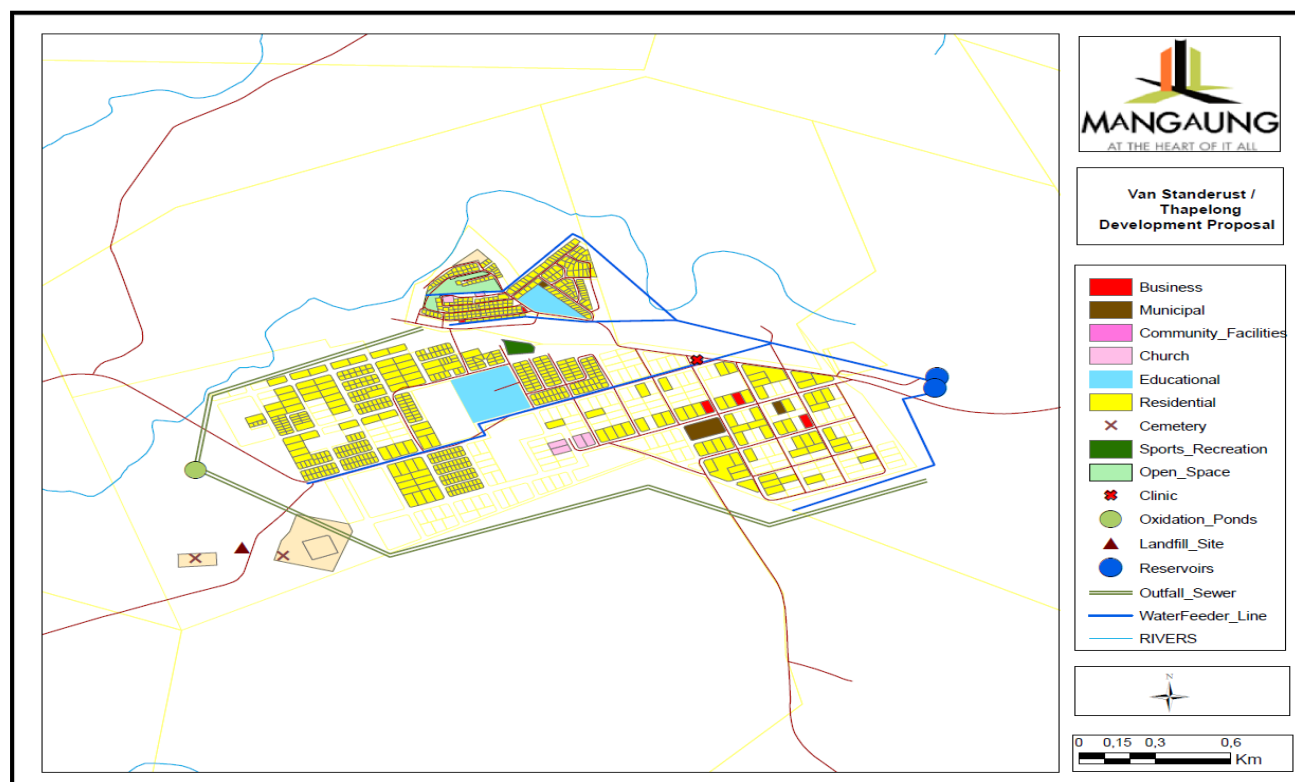 MANGAUNG
AT THE HEART OF IT ALL
Van Standerust /
Thapelong
Development Proposal
Business
Municipal
Community_Facilities
Church
Educational
Residential
Cemetery
Sports_Recreation
Open_Space
Clinic
Oxidation_Ponds
Landfill_Site
Reservoirs
Outfall_Sewer
WaterFeeder_Line
RIVERS
N
0 0,15 0,3 0,6
Km